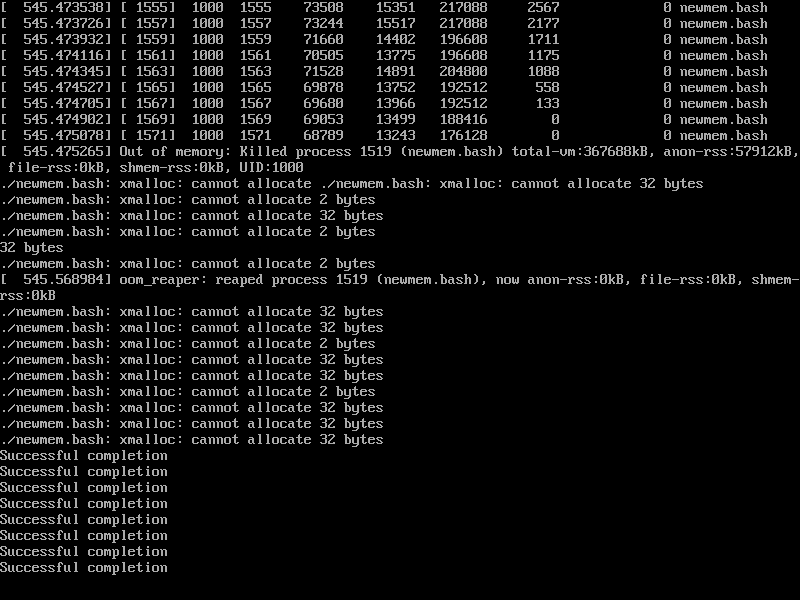 [  545.473538] [ 1555]  1000  1555    73508    15351   217088     2567             0 newmem.bash
[  545.473726] [ 1557]  1000  1557    73244    15517   217088     2177             0 newmem.bash
[  545.473932] [ 1559]  1000  1559    71660    14402   196608     1711             0 newmem.bash
[  545.474116] [ 1561]  1000  1561    70505    13775   196608     1175             0 newmem.bash
[  545.474345] [ 1563]  1000  1563    71528    14891   204800     1088             0 newmem.bash
[  545.474527] [ 1565]  1000  1565    69878    13752   192512      558             0 newmem.bash
[  545.474705] [ 1567]  1000  1567    69680    13966   192512      133             0 newmem.bash
[  545.474902] [ 1569]  1000  1569    69053    13499   188416        0             0 newmem.bash
[  545.475078] [ 1571]  1000  1571    68789    13243   176128        0             0 newmem.bash
[  545.475265] Out of memory: Killed process 1519 (newmem.bash) total-vm:367688kB, anon-rss:57912kB,
 file-rss:0kB, shmem-rss:0kB, UID:1000
./newmem.bash: xmalloc: cannot allocate ./newmem.bash: xmalloc: cannot allocate 32 bytes
./newmem.bash: xmalloc: cannot allocate 2 bytes
./newmem.bash: xmalloc: cannot allocate 32 bytes
./newmem.bash: xmalloc: cannot allocate 2 bytes
32 bytes
./newmem.bash: xmalloc: cannot allocate 2 bytes
[  545.568984] oom_reaper: reaped process 1519 (newmem.bash), now anon-rss:0kB, file-rss:0kB, shmem-
rss:0kB
./newmem.bash: xmalloc: cannot allocate 32 bytes
./newmem.bash: xmalloc: cannot allocate 32 bytes
./newmem.bash: xmalloc: cannot allocate 2 bytes
./newmem.bash: xmalloc: cannot allocate 32 bytes
./newmem.bash: xmalloc: cannot allocate 32 bytes
./newmem.bash: xmalloc: cannot allocate 2 bytes
./newmem.bash: xmalloc: cannot allocate 32 bytes
./newmem.bash: xmalloc: cannot allocate 32 bytes
./newmem.bash: xmalloc: cannot allocate 32 bytes
Successful completion
Successful completion
Successful completion
Successful completion
Successful completion
Successful completion
Successful completion
Successful completion